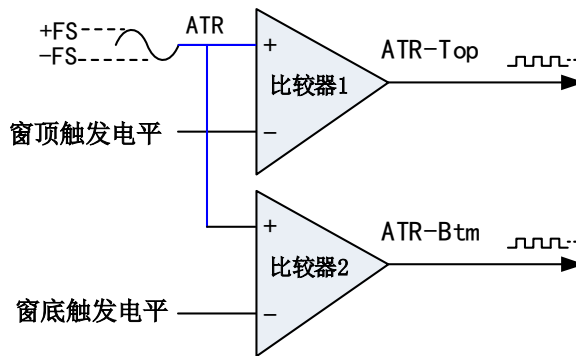 +FS
ATR
−FS
+
ATR-Top
比较器1
窗顶触发电平
−
+
ATR-Btm
比较器2
窗底触发电平
−